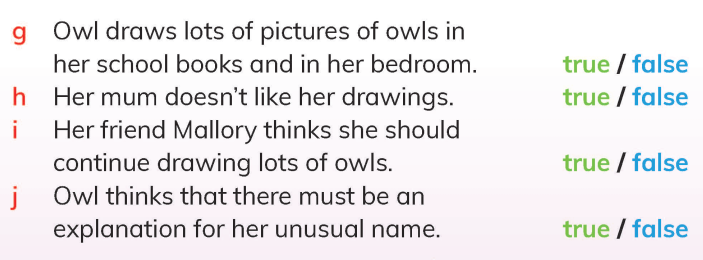 g Owl draws lots of pictures of owls in
her school books and in her bedroom. true / false
h Her mum doesn’t like her drawings. true / false
i Her friend Mallory thinks she should
continue drawing lots of owls. true / false
j Owl thinks that there must be an
explanation for her unusual name. true / false